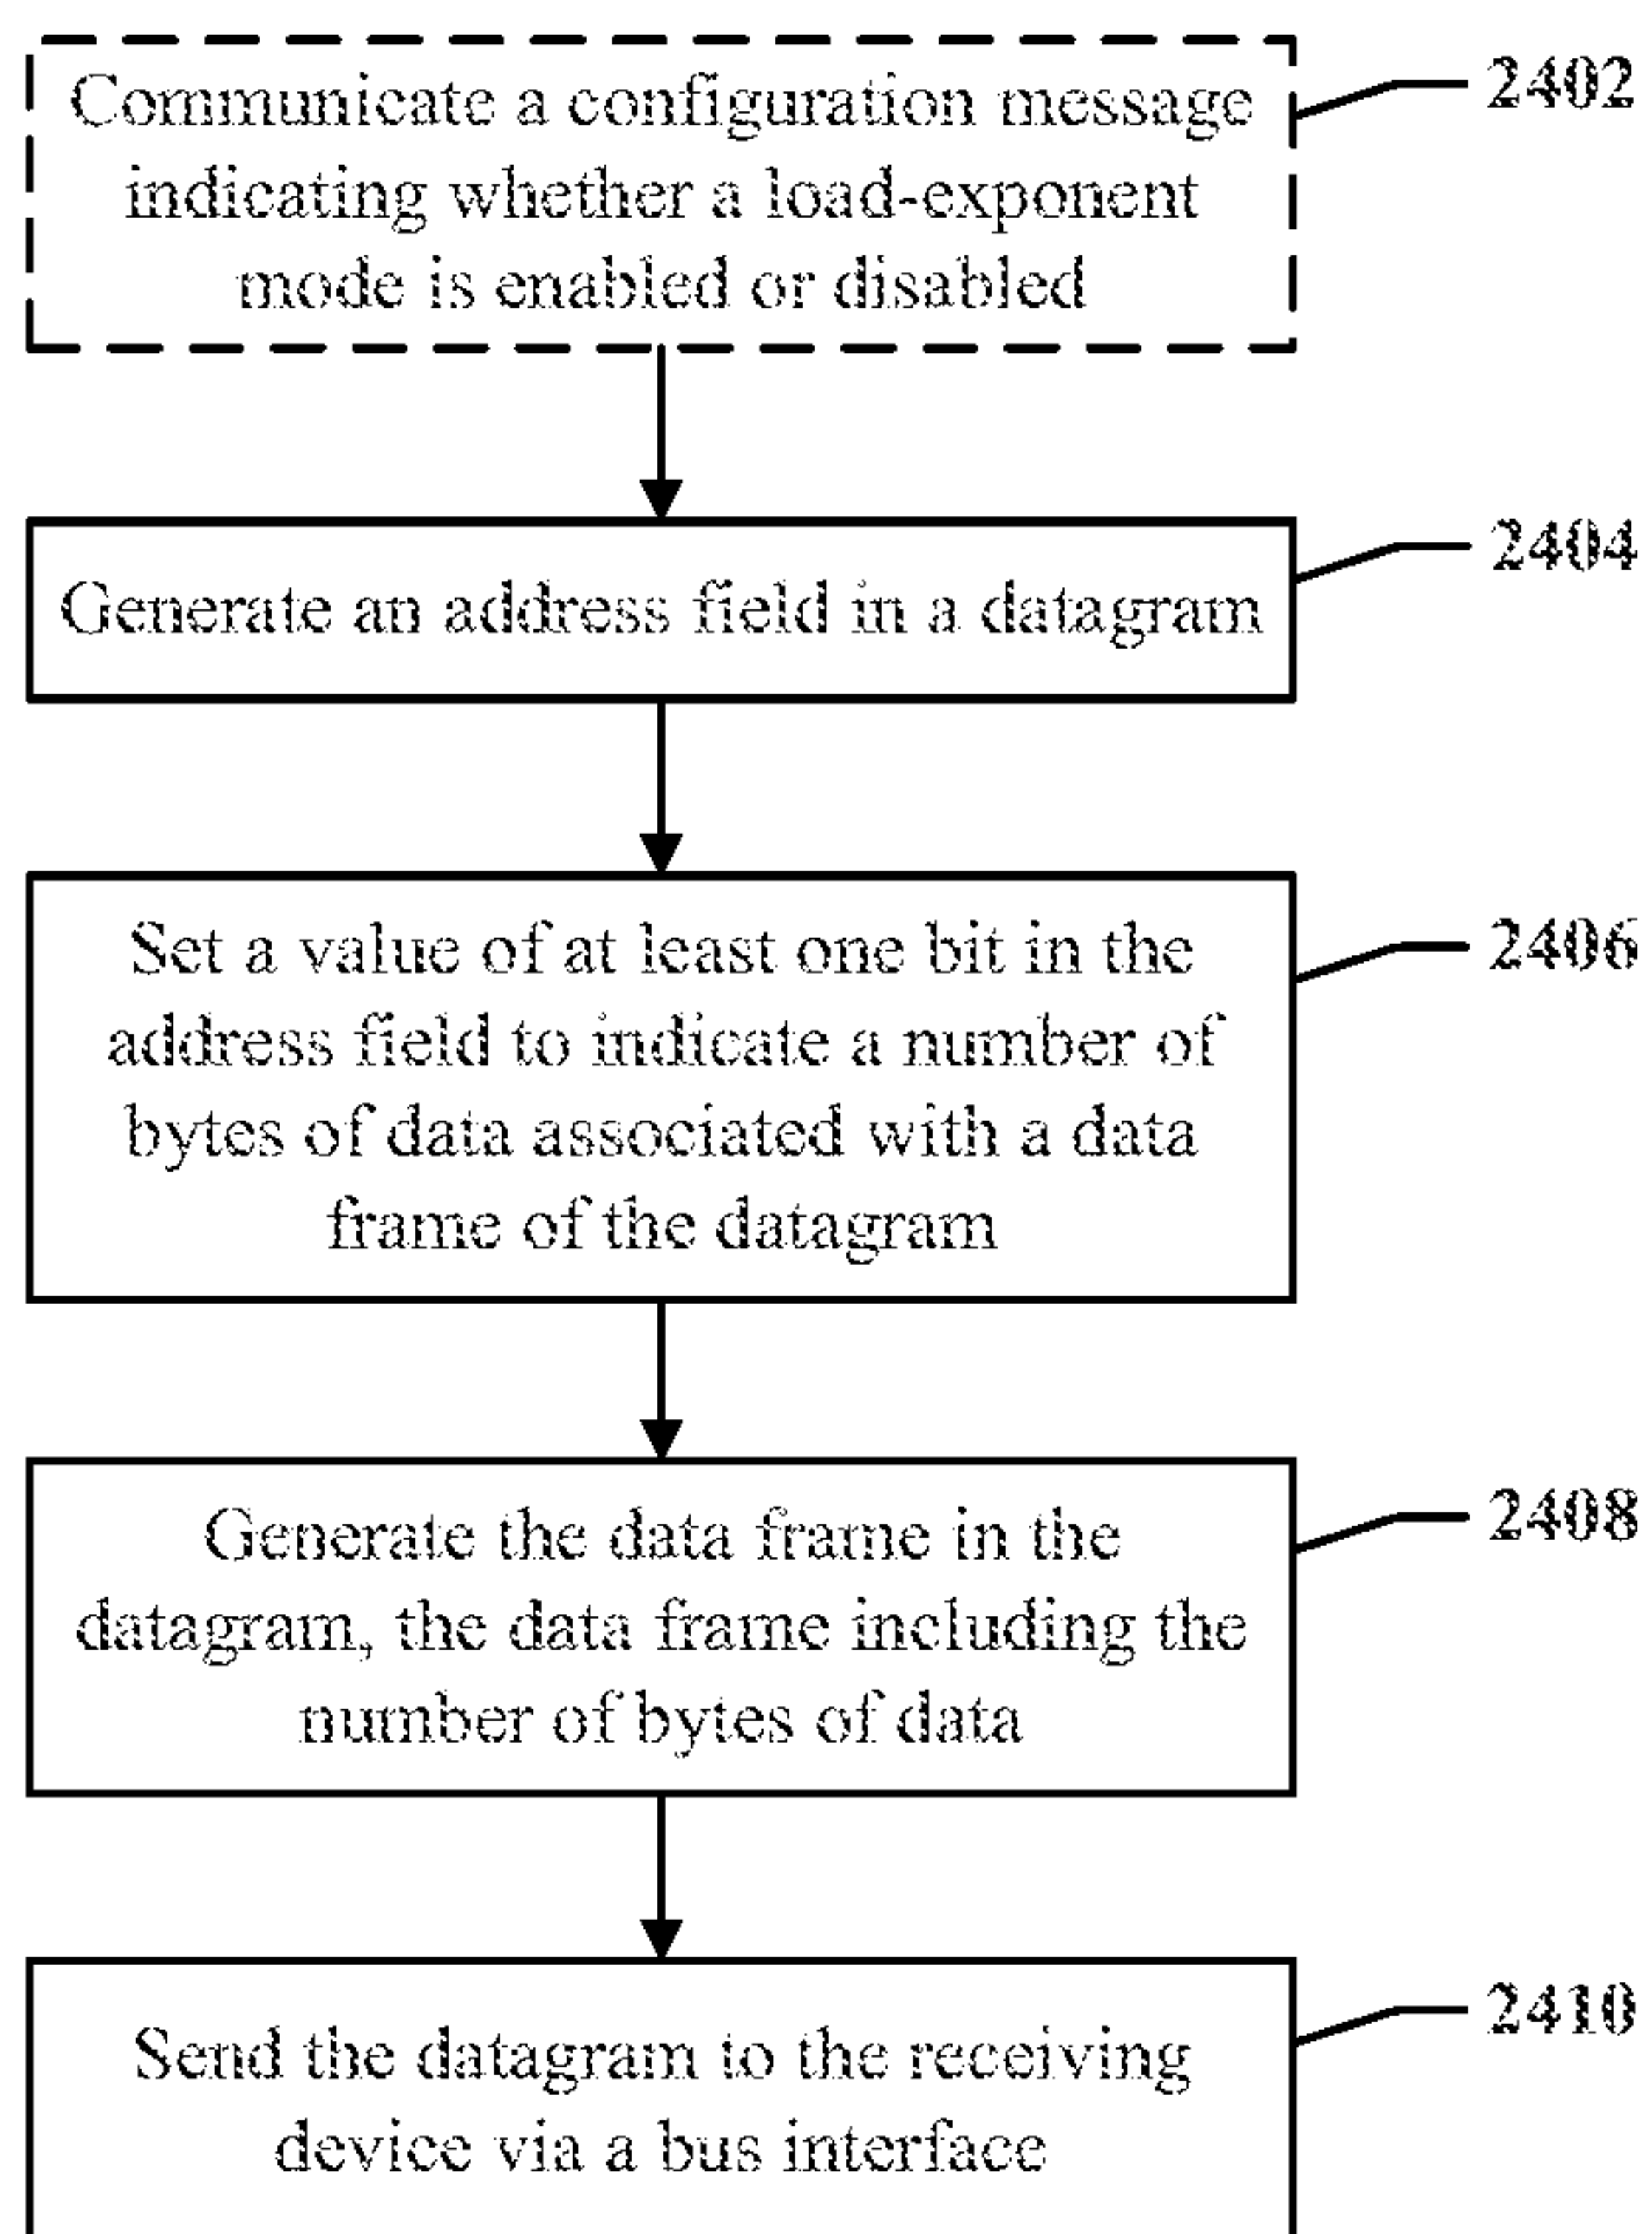 Communicate a configuration message
2402
indicating whether a load-exponent
mode is enabled or disabled
2404
Generate an address field in a datagram
Set a value of at least one bit in the
2406
address field to indicate a number of
bytes of data associated with a data
frame of the datagram
Generate the data frame in the
2408
datagram, the data frame including the
number of bytes of data
2410
Send the datagram to the receiving
device via a bus interface